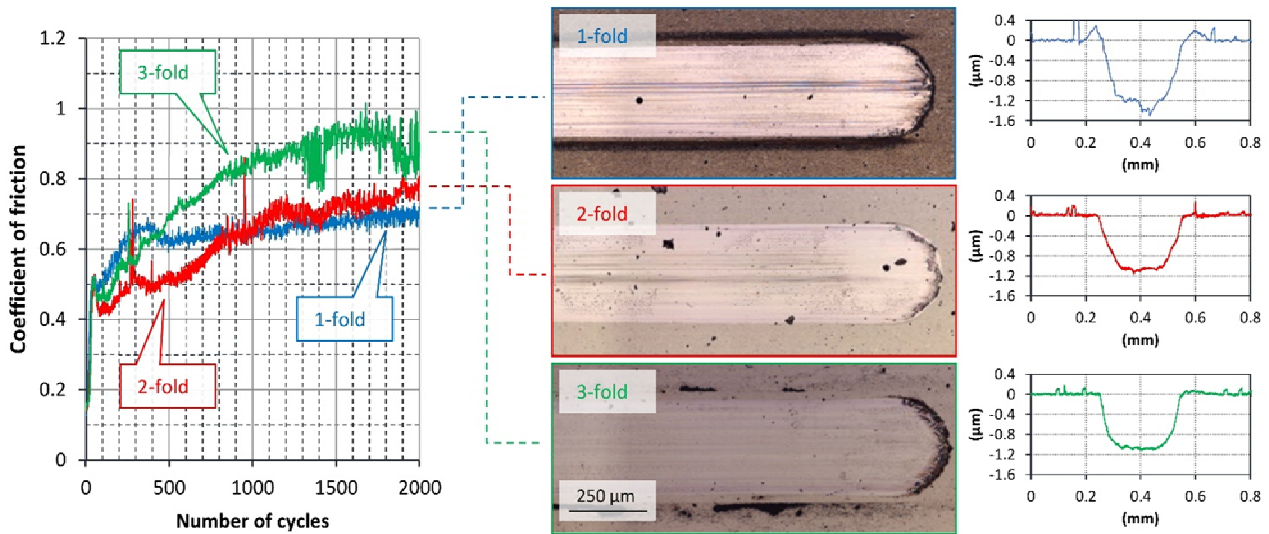 Coefficient of friction
1.2
1
0.8
0.6
0.4
0.2
0
0 500 1000 1500 2000
Number of cycles
3-fold
1-fold
2-fold
1-fold
2-fold
3-fold
250 µm
(µm)
0.4
0
-0.4
-0.8
-1.2
-1.6
0 0.2 0.4 0.6 0.8
(mm)
(µm)
0.4
0
-0.4
-0.8
-1.2
-1.6
0 0.2 0.4 0.6 0.8
(mm)
(µm)
0.4
0
-0.4
-0.8
-1.2
-1.6
0 0.2 0.4 0.6 0.8
(mm)